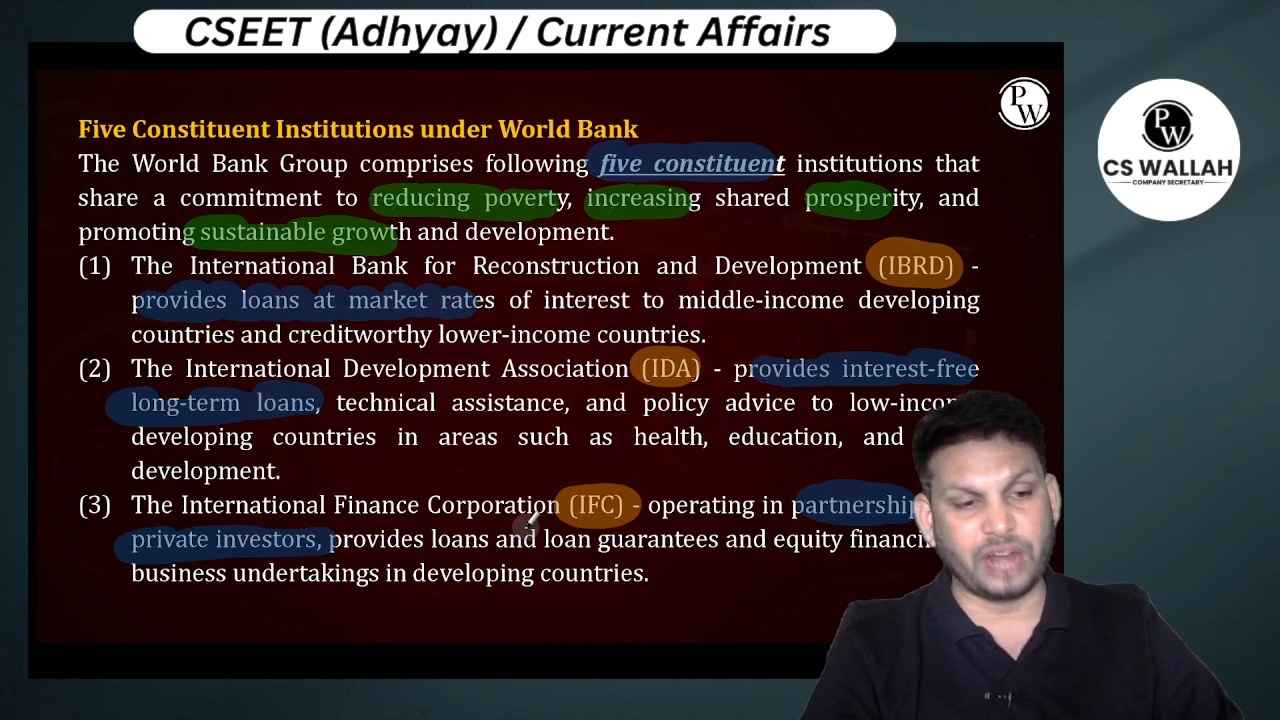 CSEET (Adhyay) / Current Affairs
P
W
P
W
CS WALLAH
COMPANY SECRETARY
Five Constituent Institutions under World Bank
The World Bank Group comprises following five constituent institutions that
share a commitment to reducing poverty, increasing shared prosperity, and
promoting sustainable growth and development.
(1) The International Bank for Reconstruction and Development (IBRD) -
provides loans at market rates of interest to middle-income developing
countries and creditworthy lower-income countries.
(2) The International Development Association (IDA) - provides interest-free
long-term loans, technical assistance, and policy advice to
developing countries in areas such as health, education, and
development.
(3) The International Finance Corporation (IFC) - operating in
private investors, provides loans and loan guarantees and equity
business undertakings in developing countries.